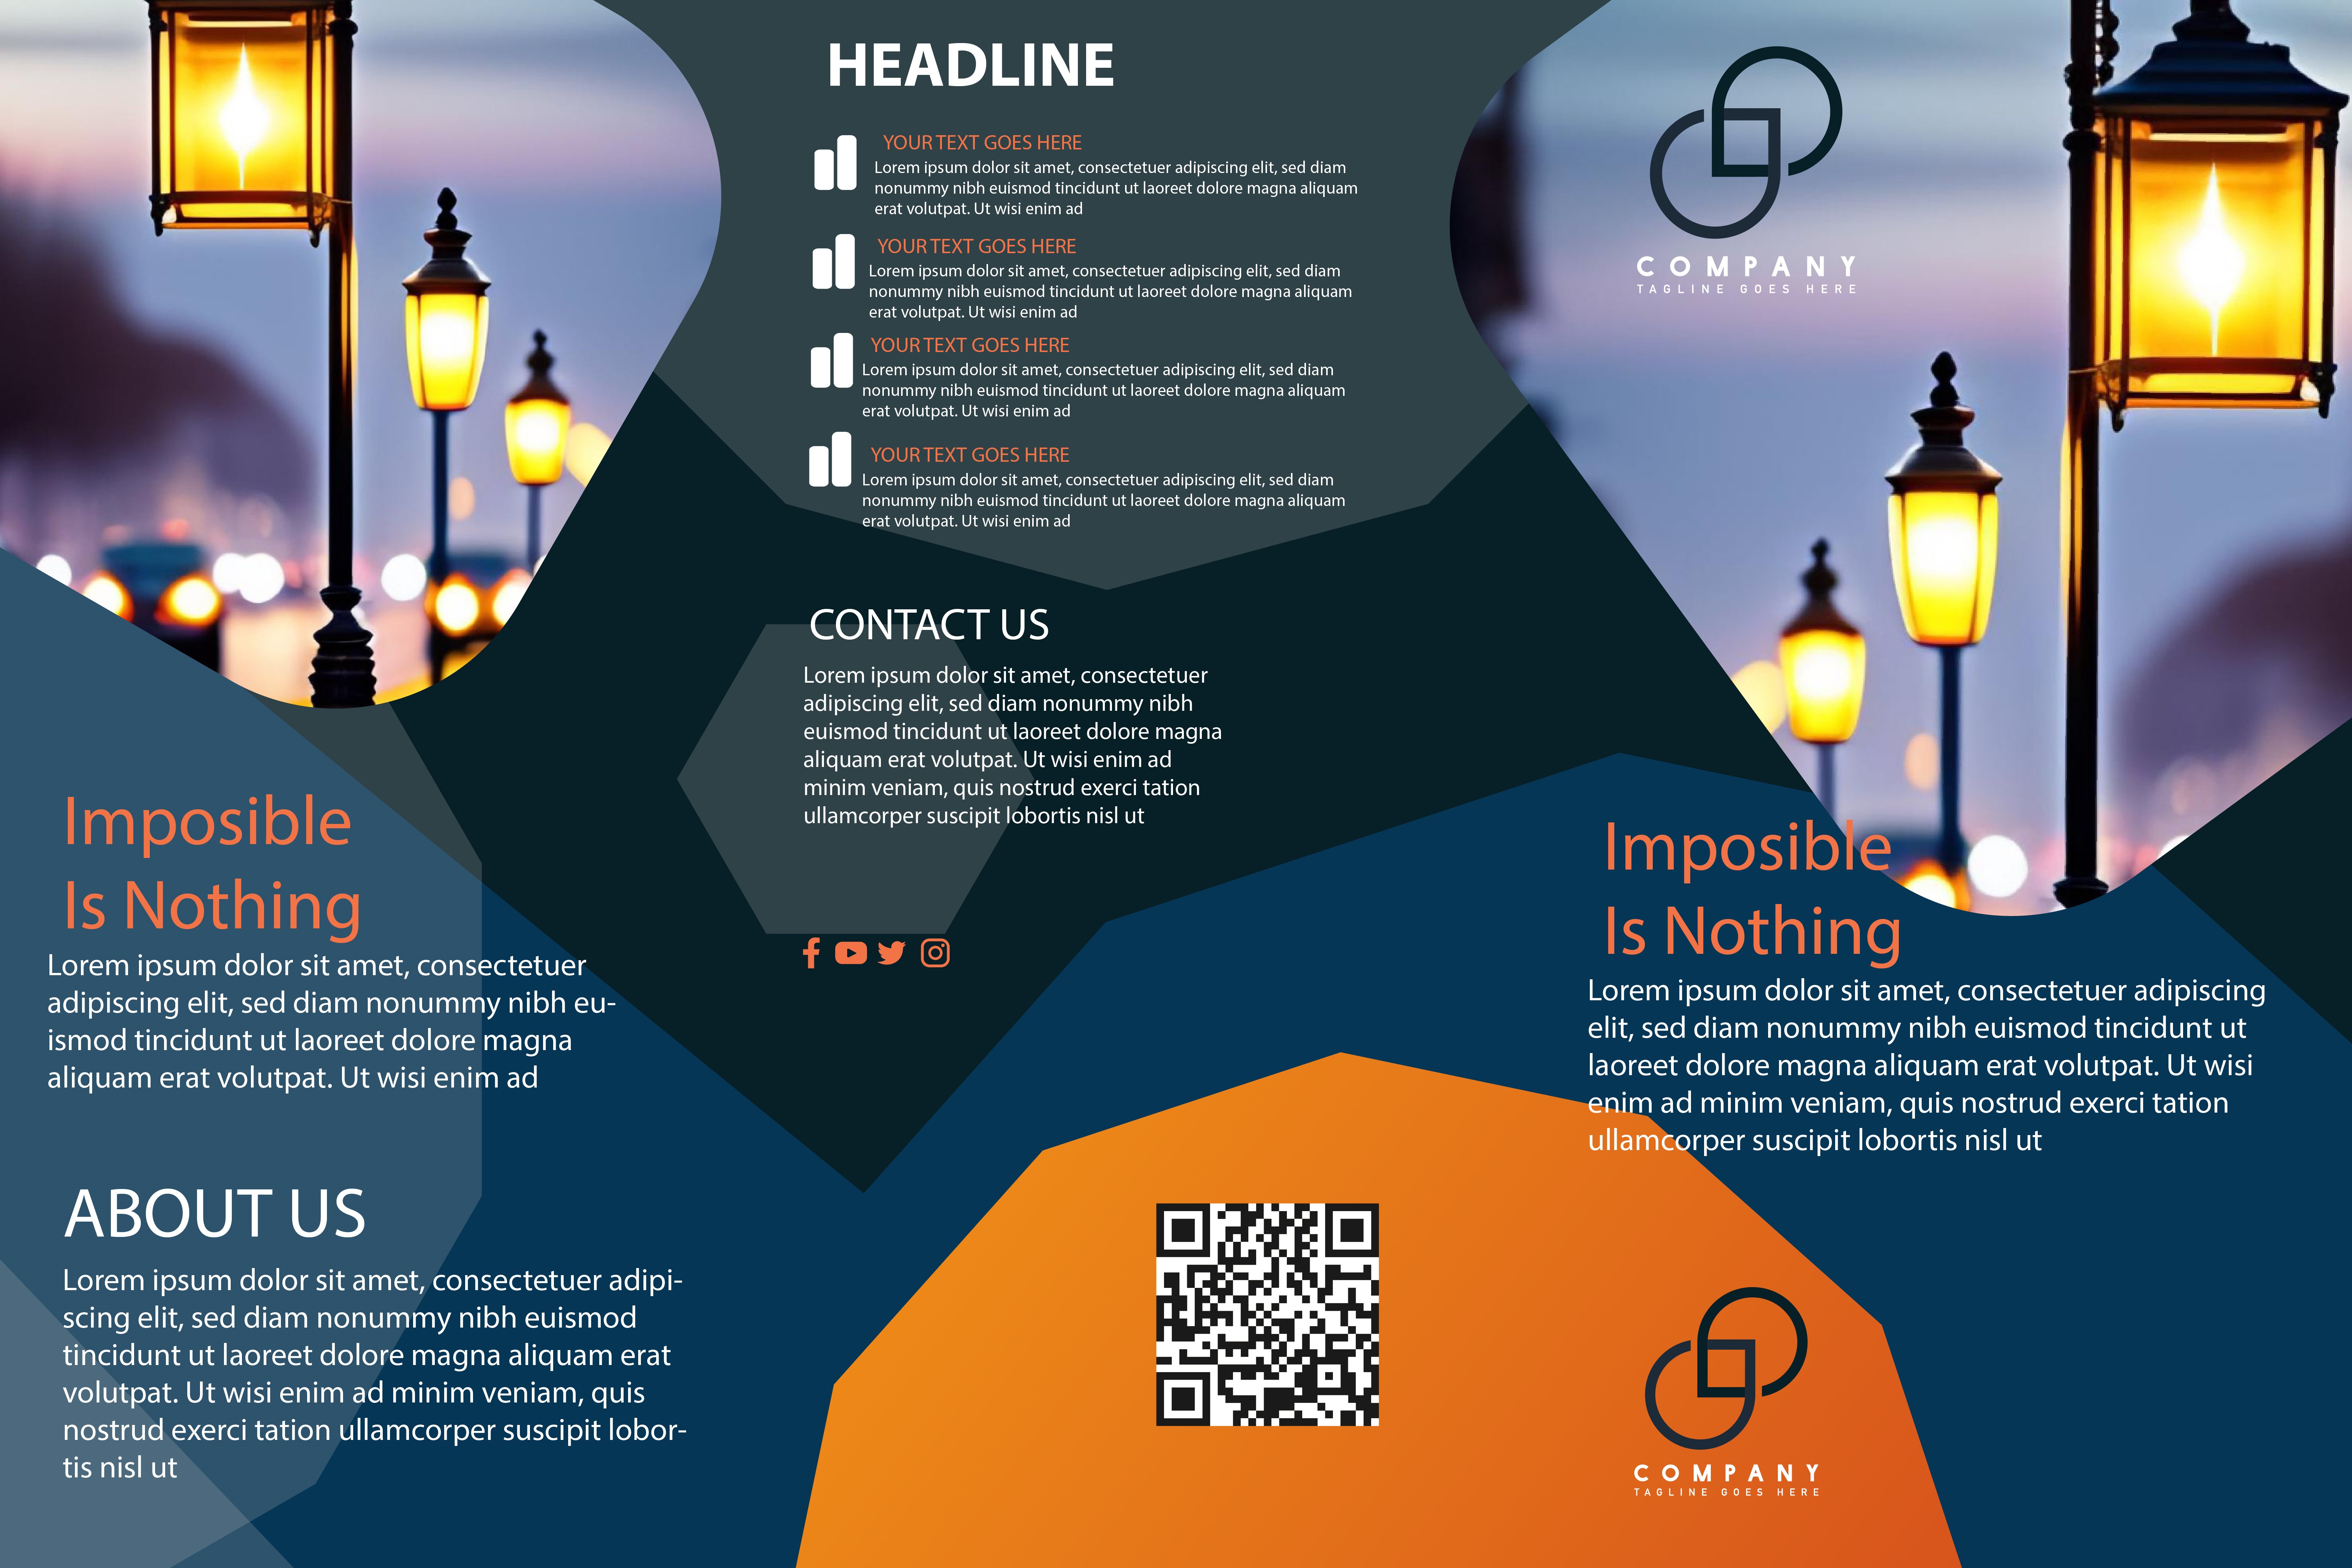 Imposible
Is Nothing
Lorem ipsum dolor sit amet, consectetuer
adipiscing elit, sed diam nonummy nibh eu-
ismod tincidunt ut laoreet dolore magna
aliquam erat volutpat. Ut wisi enim ad
ABOUT US
Lorem ipsum dolor sit amet, consectetuer adipi-
scing elit, sed diam nonummy nibh euismod
tincidunt ut laoreet dolore magna aliquam erat
volutpat. Ut wisi enim ad minim veniam, quis
nostrud exerci tation ullamcorper suscipit lobor-
tis nisl ut
HEADLINE
YOUR TEXT GOES HERE
Lorem ipsum dolor sit amet, consectetuer adipiscing elit, sed diam
nonummy nibh euismod tincidunt ut laoreet dolore magna aliquam
erat volutpat. Ut wisi enim ad
YOUR TEXT GOES HERE
Lorem ipsum dolor sit amet, consectetuer adipiscing elit, sed diam
nonummy nibh euismod tincidunt ut laoreet dolore magna aliquam
erat volutpat. Ut wisi enim ad
YOUR TEXT GOES HERE
Lorem ipsum dolor sit amet, consectetuer adipiscing elit, sed diam
nonummy nibh euismod tincidunt ut laoreet dolore magna aliquam
erat volutpat. Ut wisi enim ad
YOUR TEXT GOES HERE
Lorem ipsum dolor sit amet, consectetuer adipiscing elit, sed diam
nonummy nibh euismod tincidunt ut laoreet dolore magna aliquam
erat volutpat. Ut wisi enim ad
CONTACT US
Lorem ipsum dolor sit amet, consectetuer
adipiscing elit, sed diam nonummy nibh
euismod tincidunt ut laoreet dolore magna
aliquam erat volutpat. Ut wisi enim ad
minim veniam, quis nostrud exerci tation
ullamcorper suscipit lobortis nisl ut
COMPANY
TAGLINE GOES HERE
Imposible
Is Nothing
Lorem ipsum dolor sit amet, consectetuer adipiscing
elit, sed diam nonummy nibh euismod tincidunt ut
laoreet dolore magna aliquam erat volutpat. Ut wisi
enim ad minim veniam, quis nostrud exerci tation
ullamcorper suscipit lobortis nisl ut
COMPANY
TAGLINE GOES HERE